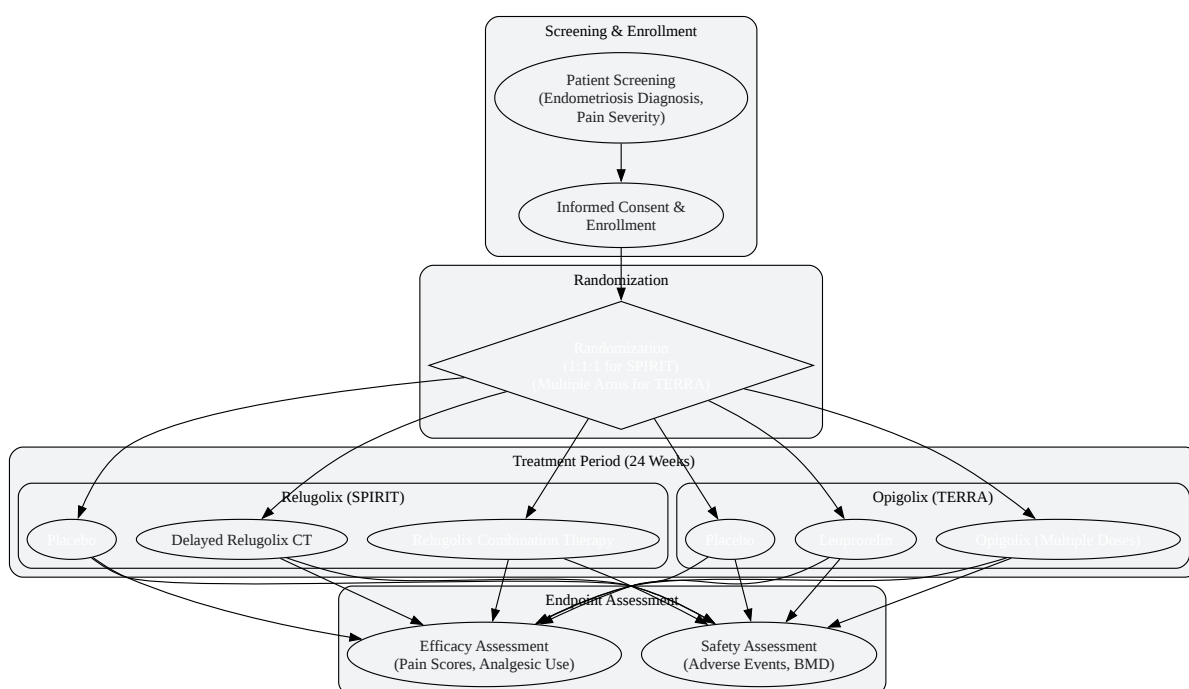 Screening & Enrollment
Patient Screening
(Endometriosis Diagnosis,
Pain Severity)
Informed Consent &
Enrollment
Randomization
Randomization
(1:1:1 for SPIRIT)
(Multiple Arms for TERRA)
Treatment Period (24 Weeks)
Relugolix (SPIRIT)
Opigolix (TERRA)
Placebo
Delayed Relugolix CT
Relugolix Combination Therapy
Placebo
Leuprorelin
Opigolix (Multiple Doses)
Endpoint Assessment
Efficacy Assessment
(Pain Scores, Analgesic Use)
Safety Assessment
(Adverse Events, BMD)